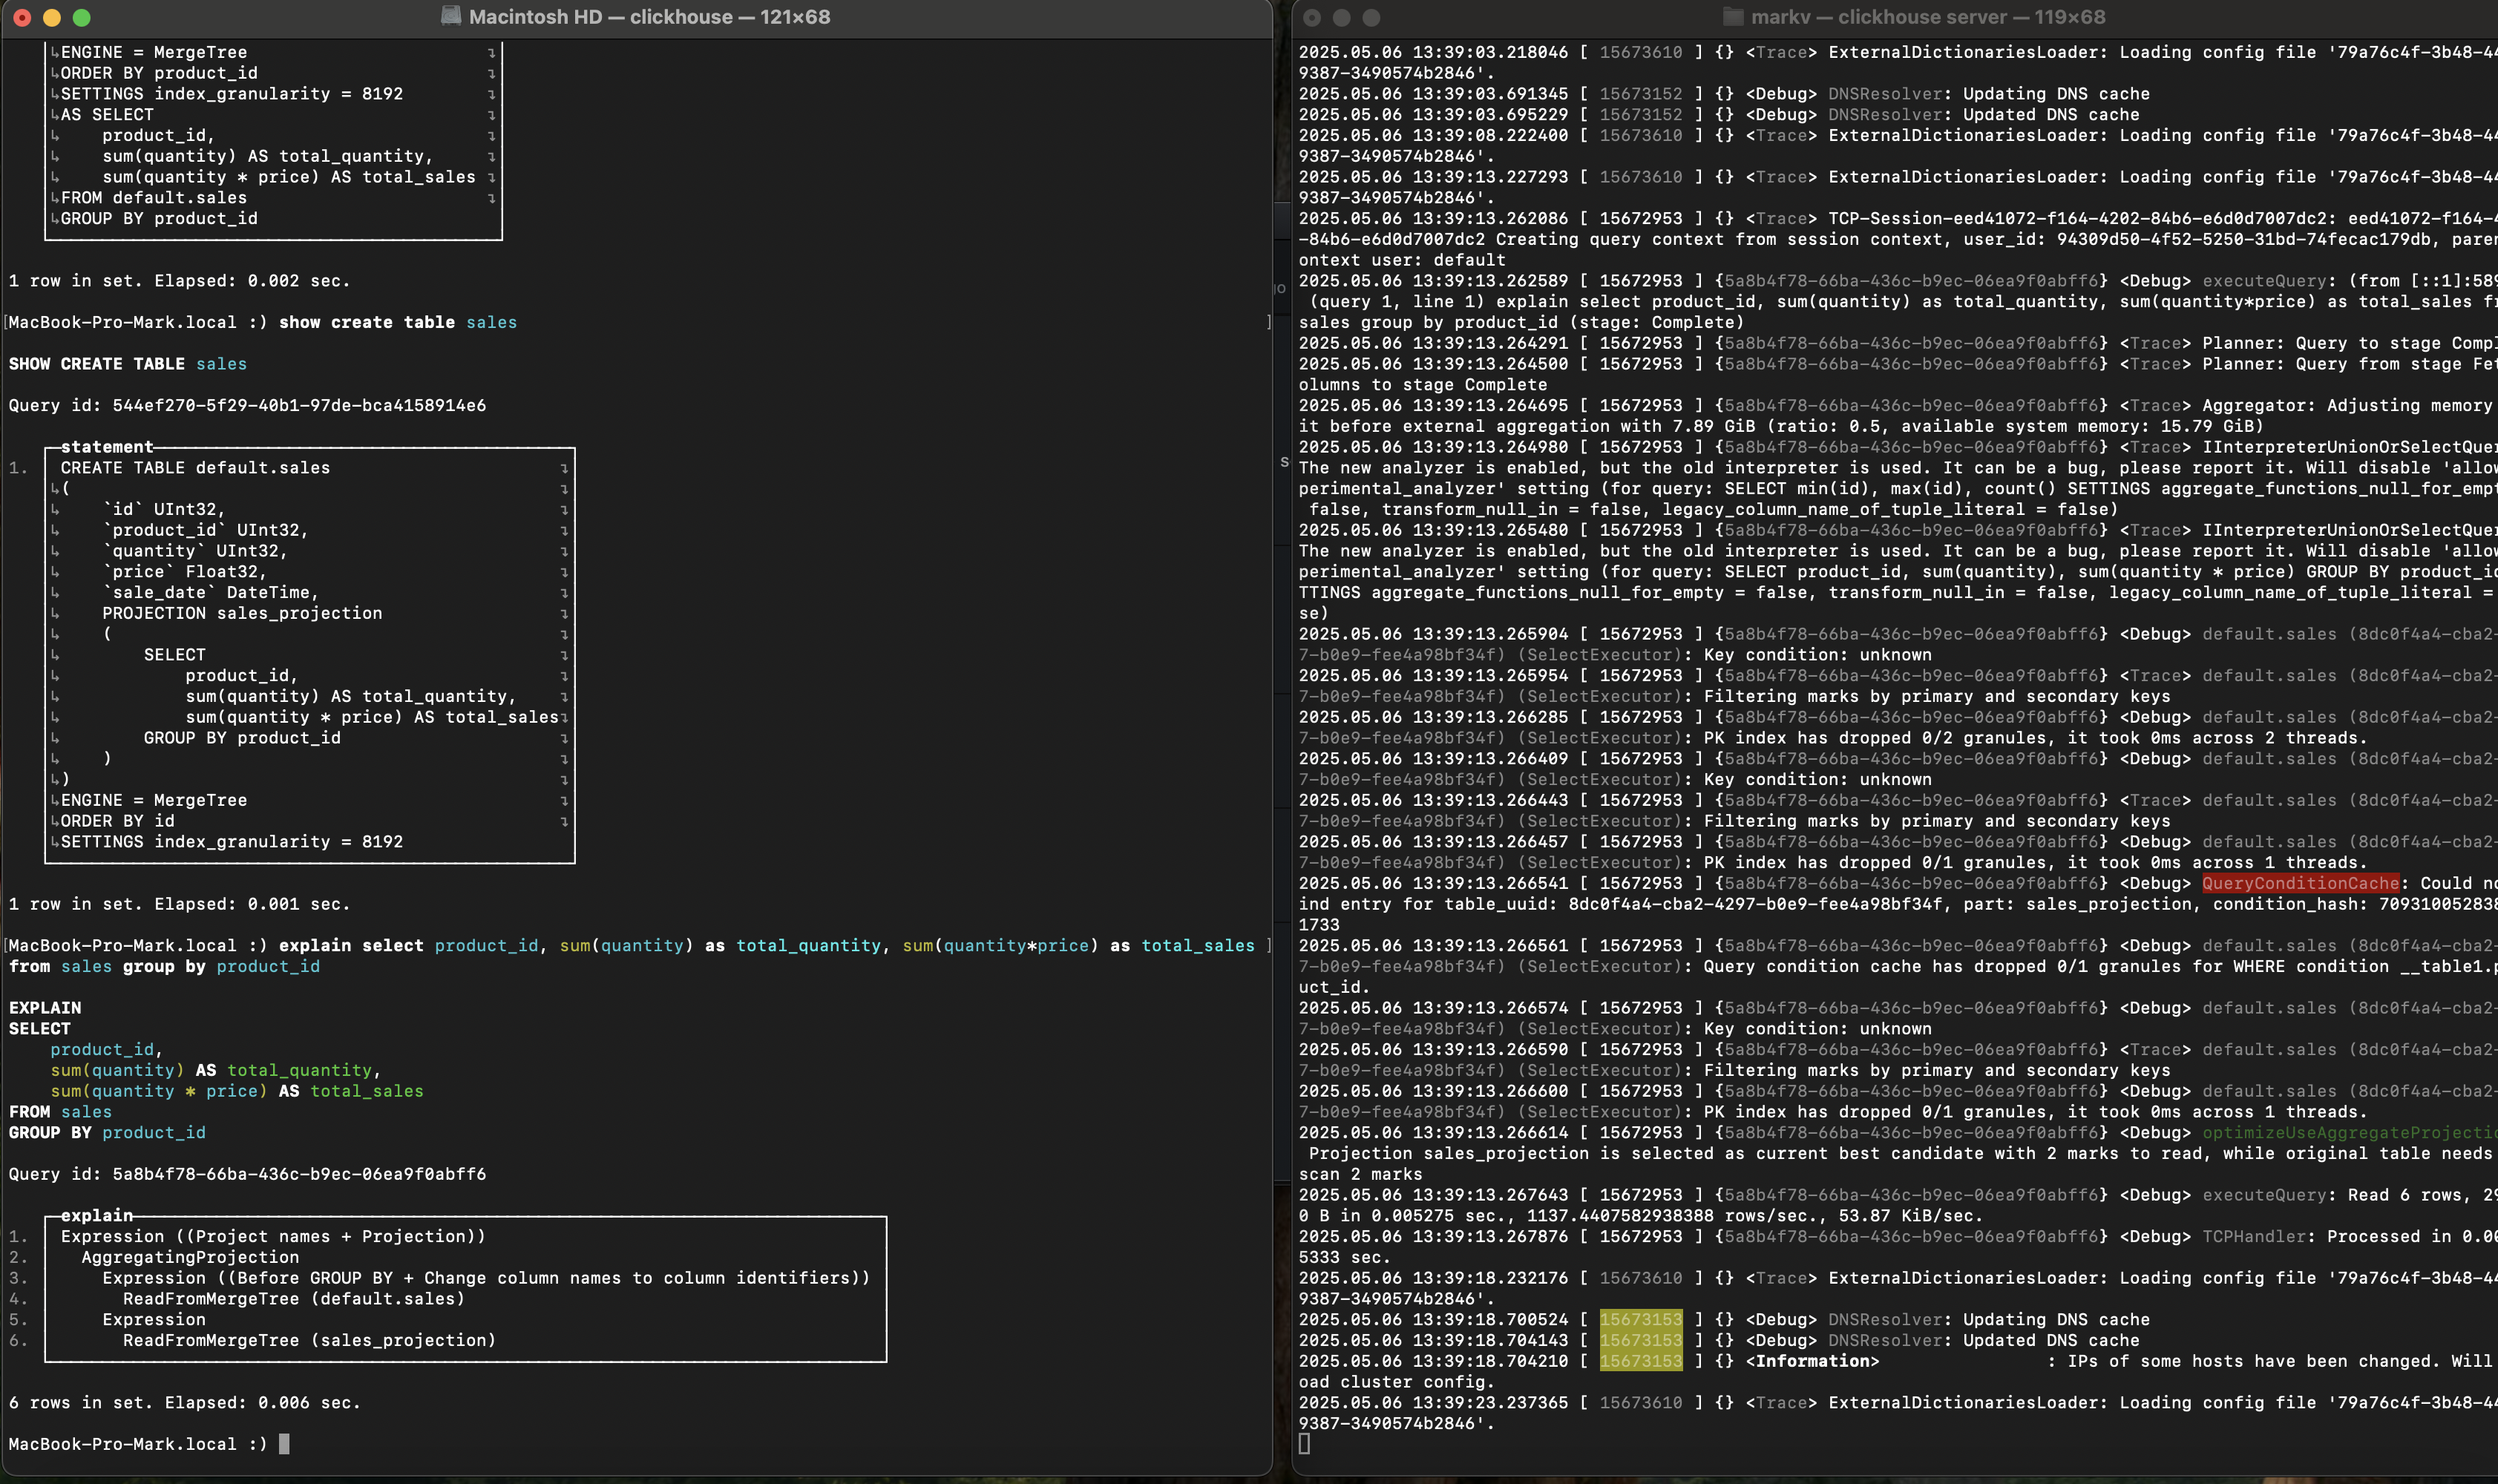 Macintosh HD — clickhouse — 121×68
↳ENGINE = MergeTree ↴
↳ORDER BY product_id ↴
↳SETTINGS index_granularity = 8192 ↴
↳AS SELECT ↴
↳    product_id, ↴
↳    sum(quantity) AS total_quantity, ↴
↳    sum(quantity * price) AS total_sales ↴
↳FROM default.sales ↴
↳GROUP BY product_id
1 row in set. Elapsed: 0.002 sec.
[MacBook-Pro-Mark.local :) show create table sales ]
SHOW CREATE TABLE sales
Query id: 544ef270-5f29-40b1-97de-bca4158914e6
statement
1. CREATE TABLE default.sales ↴
↳( ↴
↳    `id` UInt32, ↴
↳    `product_id` UInt32, ↴
↳    `quantity` UInt32, ↴
↳    `price` Float32, ↴
↳    `sale_date` DateTime, ↴
↳    PROJECTION sales_projection ↴
↳    ( ↴
↳        SELECT ↴
↳            product_id, ↴
↳            sum(quantity) AS total_quantity, ↴
↳            sum(quantity * price) AS total_sales↴
↳        GROUP BY product_id ↴
↳    ) ↴
↳) ↴
↳ENGINE = MergeTree ↴
↳ORDER BY id ↴
↳SETTINGS index_granularity = 8192
1 row in set. Elapsed: 0.001 sec.
[MacBook-Pro-Mark.local :) explain select product_id, sum(quantity) as total_quantity, sum(quantity*price) as total_sales ]
from sales group by product_id
EXPLAIN
SELECT
    product_id,
    sum(quantity) AS total_quantity,
    sum(quantity * price) AS total_sales
FROM sales
GROUP BY product_id
Query id: 5a8b4f78-66ba-436c-b9ec-06ea9f0abff6
explain
1. Expression ((Project names + Projection))
2.   AggregatingProjection
3.     Expression ((Before GROUP BY + Change column names to column identifiers))
4.       ReadFromMergeTree (default.sales)
5.     Expression
6.       ReadFromMergeTree (sales_projection)
6 rows in set. Elapsed: 0.006 sec.
MacBook-Pro-Mark.local :)
markv — clickhouse server — 119×68
2025.05.06 13:39:03.218046 [ 15673610 ] {} <Trace> ExternalDictionariesLoader: Loading config file '79a76c4f-3b48-44
9387-3490574b2846'.
2025.05.06 13:39:03.691345 [ 15673152 ] {} <Debug> DNSResolver: Updating DNS cache
2025.05.06 13:39:03.695229 [ 15673152 ] {} <Debug> DNSResolver: Updated DNS cache
2025.05.06 13:39:08.222400 [ 15673610 ] {} <Trace> ExternalDictionariesLoader: Loading config file '79a76c4f-3b48-44
9387-3490574b2846'.
2025.05.06 13:39:13.227293 [ 15673610 ] {} <Trace> ExternalDictionariesLoader: Loading config file '79a76c4f-3b48-44
9387-3490574b2846'.
2025.05.06 13:39:13.262086 [ 15672953 ] {} <Trace> TCP-Session-eed41072-f164-4202-84b6-e6d0d7007dc2: eed41072-f164-4
-84b6-e6d0d7007dc2 Creating query context from session context, user_id: 94309d50-4f52-5250-31bd-74fecac179db, paren
ontext user: default
2025.05.06 13:39:13.262589 [ 15672953 ] {5a8b4f78-66ba-436c-b9ec-06ea9f0abff6} <Debug> executeQuery: (from [::1]:589
 (query 1, line 1) explain select product_id, sum(quantity) as total_quantity, sum(quantity*price) as total_sales fr
sales group by product_id (stage: Complete)
2025.05.06 13:39:13.264291 [ 15672953 ] {5a8b4f78-66ba-436c-b9ec-06ea9f0abff6} <Trace> Planner: Query to stage Compl
2025.05.06 13:39:13.264500 [ 15672953 ] {5a8b4f78-66ba-436c-b9ec-06ea9f0abff6} <Trace> Planner: Query from stage Fet
olumns to stage Complete
2025.05.06 13:39:13.264695 [ 15672953 ] {5a8b4f78-66ba-436c-b9ec-06ea9f0abff6} <Trace> Aggregator: Adjusting memory
it before external aggregation with 7.89 GiB (ratio: 0.5, available system memory: 15.79 GiB)
2025.05.06 13:39:13.264980 [ 15672953 ] {5a8b4f78-66ba-436c-b9ec-06ea9f0abff6} <Trace> IInterpreterUnionOrSelectQuer
The new analyzer is enabled, but the old interpreter is used. It can be a bug, please report it. Will disable 'allow
perimental_analyzer' setting (for query: SELECT min(id), max(id), count() SETTINGS aggregate_functions_null_for_empt
 false, transform_null_in = false, legacy_column_name_of_tuple_literal = false)
2025.05.06 13:39:13.265480 [ 15672953 ] {5a8b4f78-66ba-436c-b9ec-06ea9f0abff6} <Trace> IInterpreterUnionOrSelectQuer
The new analyzer is enabled, but the old interpreter is used. It can be a bug, please report it. Will disable 'allow
perimental_analyzer' setting (for query: SELECT product_id, sum(quantity), sum(quantity * price) GROUP BY product_id
TTINGS aggregate_functions_null_for_empty = false, transform_null_in = false, legacy_column_name_of_tuple_literal =
se)
2025.05.06 13:39:13.265904 [ 15672953 ] {5a8b4f78-66ba-436c-b9ec-06ea9f0abff6} <Debug> default.sales (8dc0f4a4-cba2-
7-b0e9-fee4a98bf34f) (SelectExecutor): Key condition: unknown
2025.05.06 13:39:13.265954 [ 15672953 ] {5a8b4f78-66ba-436c-b9ec-06ea9f0abff6} <Trace> default.sales (8dc0f4a4-cba2-
7-b0e9-fee4a98bf34f) (SelectExecutor): Filtering marks by primary and secondary keys
2025.05.06 13:39:13.266285 [ 15672953 ] {5a8b4f78-66ba-436c-b9ec-06ea9f0abff6} <Debug> default.sales (8dc0f4a4-cba2-
7-b0e9-fee4a98bf34f) (SelectExecutor): PK index has dropped 0/2 granules, it took 0ms across 2 threads.
2025.05.06 13:39:13.266409 [ 15672953 ] {5a8b4f78-66ba-436c-b9ec-06ea9f0abff6} <Debug> default.sales (8dc0f4a4-cba2-
7-b0e9-fee4a98bf34f) (SelectExecutor): Key condition: unknown
2025.05.06 13:39:13.266443 [ 15672953 ] {5a8b4f78-66ba-436c-b9ec-06ea9f0abff6} <Trace> default.sales (8dc0f4a4-cba2-
7-b0e9-fee4a98bf34f) (SelectExecutor): Filtering marks by primary and secondary keys
2025.05.06 13:39:13.266457 [ 15672953 ] {5a8b4f78-66ba-436c-b9ec-06ea9f0abff6} <Debug> default.sales (8dc0f4a4-cba2-
7-b0e9-fee4a98bf34f) (SelectExecutor): PK index has dropped 0/1 granules, it took 0ms across 1 threads.
2025.05.06 13:39:13.266541 [ 15672953 ] {5a8b4f78-66ba-436c-b9ec-06ea9f0abff6} <Debug> QueryConditionCache: Could no
ind entry for table_uuid: 8dc0f4a4-cba2-4297-b0e9-fee4a98bf34f, part: sales_projection, condition_hash: 709310052838
1733
2025.05.06 13:39:13.266561 [ 15672953 ] {5a8b4f78-66ba-436c-b9ec-06ea9f0abff6} <Debug> default.sales (8dc0f4a4-cba2-
7-b0e9-fee4a98bf34f) (SelectExecutor): Query condition cache has dropped 0/1 granules for WHERE condition __table1.p
uct_id.
2025.05.06 13:39:13.266574 [ 15672953 ] {5a8b4f78-66ba-436c-b9ec-06ea9f0abff6} <Debug> default.sales (8dc0f4a4-cba2-
7-b0e9-fee4a98bf34f) (SelectExecutor): Key condition: unknown
2025.05.06 13:39:13.266590 [ 15672953 ] {5a8b4f78-66ba-436c-b9ec-06ea9f0abff6} <Trace> default.sales (8dc0f4a4-cba2-
7-b0e9-fee4a98bf34f) (SelectExecutor): Filtering marks by primary and secondary keys
2025.05.06 13:39:13.266600 [ 15672953 ] {5a8b4f78-66ba-436c-b9ec-06ea9f0abff6} <Debug> default.sales (8dc0f4a4-cba2-
7-b0e9-fee4a98bf34f) (SelectExecutor): PK index has dropped 0/1 granules, it took 0ms across 1 threads.
2025.05.06 13:39:13.266614 [ 15672953 ] {5a8b4f78-66ba-436c-b9ec-06ea9f0abff6} <Debug> optimizeUseAggregateProjectio
 Projection sales_projection is selected as current best candidate with 2 marks to read, while original table needs
scan 2 marks
2025.05.06 13:39:13.267643 [ 15672953 ] {5a8b4f78-66ba-436c-b9ec-06ea9f0abff6} <Debug> executeQuery: Read 6 rows, 29
0 B in 0.005275 sec., 1137.4407582938388 rows/sec., 53.87 KiB/sec.
2025.05.06 13:39:13.267876 [ 15672953 ] {5a8b4f78-66ba-436c-b9ec-06ea9f0abff6} <Debug> TCPHandler: Processed in 0.00
5333 sec.
2025.05.06 13:39:18.232176 [ 15673610 ] {} <Trace> ExternalDictionariesLoader: Loading config file '79a76c4f-3b48-44
9387-3490574b2846'.
2025.05.06 13:39:18.700524 [ 15673153 ] {} <Debug> DNSResolver: Updating DNS cache
2025.05.06 13:39:18.704143 [ 15673153 ] {} <Debug> DNSResolver: Updated DNS cache
2025.05.06 13:39:18.704210 [ 15673153 ] {} <Information> : IPs of some hosts have been changed. Will
oad cluster config.
2025.05.06 13:39:23.237365 [ 15673610 ] {} <Trace> ExternalDictionariesLoader: Loading config file '79a76c4f-3b48-44
9387-3490574b2846'.